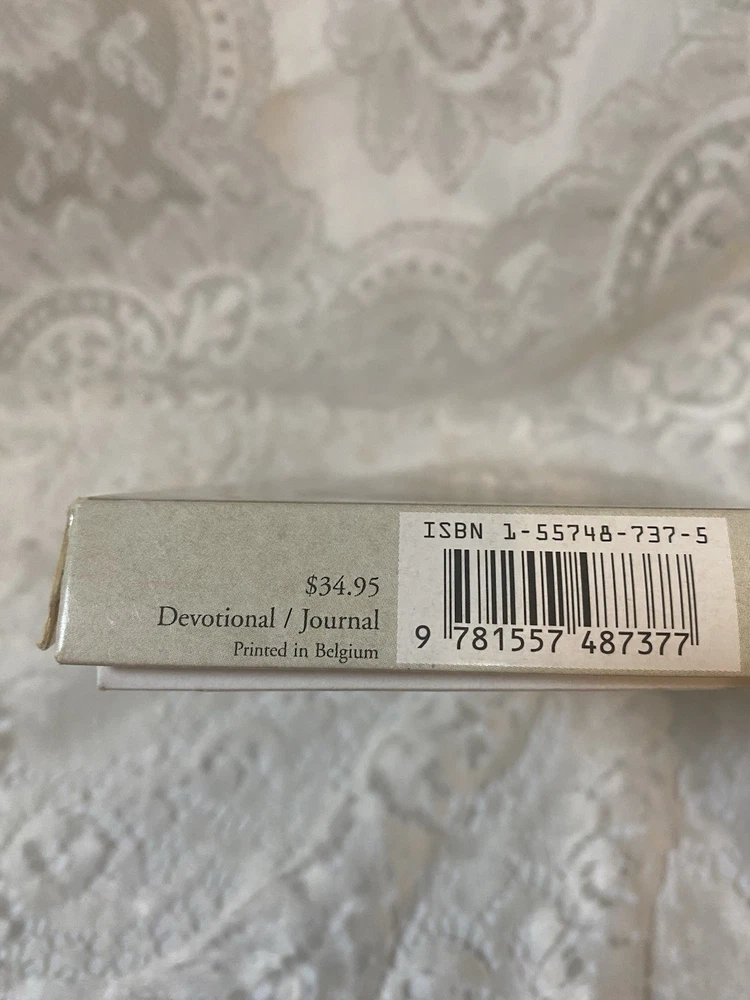 $34.95
Devotional / Journal
Printed in Belgium
ISBN 1-55748-737-5
9 781557 487377